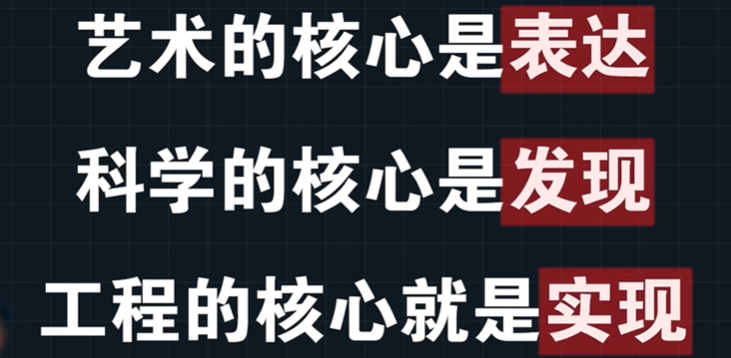 艺术的核心是表达
科学的核心是发现
工程的核心就是实现